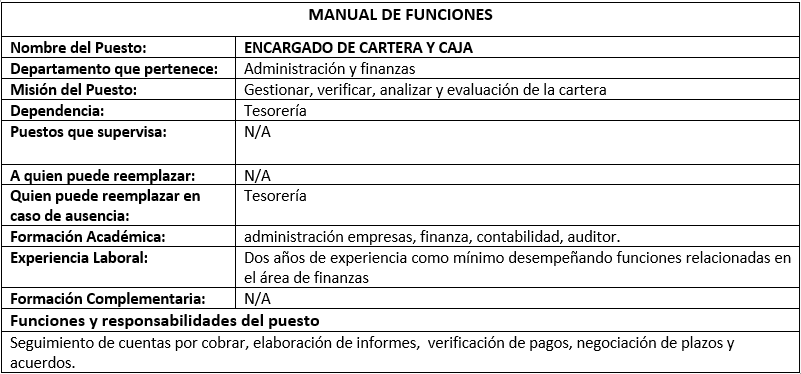 MANUAL DE FUNCIONES
Nombre del Puesto: ENCARGADO DE CARTERA Y CAJA
Departamento que pertenece: Administración y finanzas
Misión del Puesto: Gestionar, verificar, analizar y evaluación de la cartera
Dependencia: Tesorería
Puestos que supervisa: N/A
A quien puede reemplazar: N/A
Quien puede reemplazar en Tesorería
caso de ausencia:
Formación Académica: administración empresas, finanza, contabilidad, auditor.
Experiencia Laboral: Dos años de experiencia como mínimo desempeñando funciones relacionadas en
el área de finanzas
Formación Complementaria: N/A
Funciones y responsabilidades del puesto
Seguimiento de cuentas por cobrar, elaboración de informes, verificación de pagos, negociación de plazos y
acuerdos.